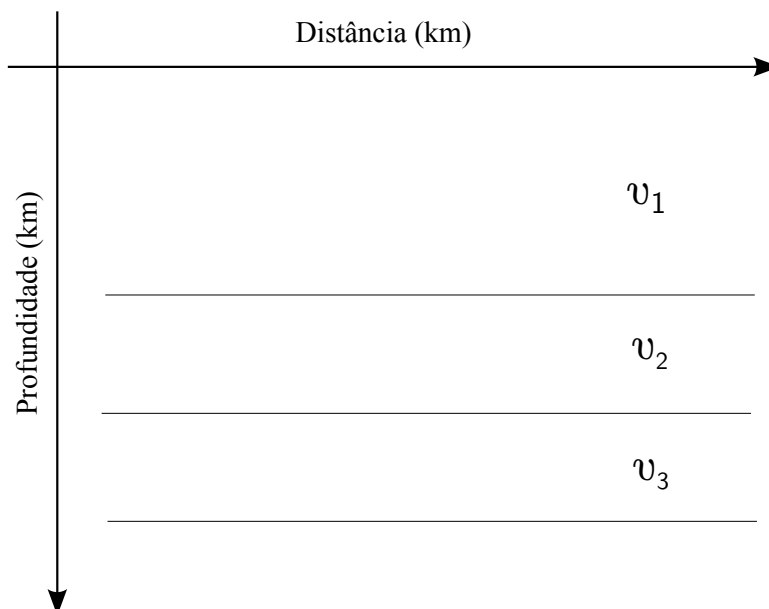 Distância (km)
Profundidade (km)
υ₁
υ₂
υ₃